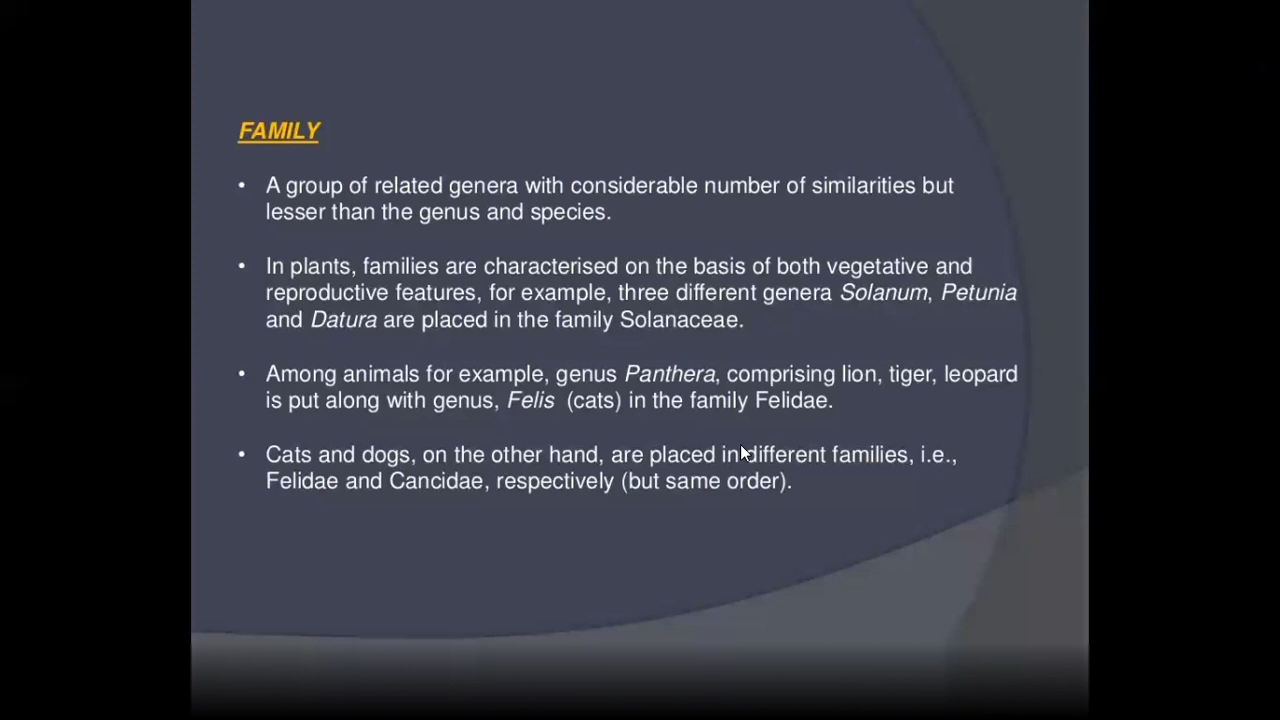 FAMILY
• A group of related genera with considerable number of similarities but
lesser than the genus and species.
• In plants, families are characterised on the basis of both vegetative and
reproductive features, for example, three different genera Solanum, Petunia
and Datura are placed in the family Solanaceae.
• Among animals for example, genus Panthera, comprising lion, tiger, leopard
is put along with genus, Felis (cats) in the family Felidae.
• Cats and dogs, on the other hand, are placed in different families, i.e.,
Felidae and Cancidae, respectively (but same order).